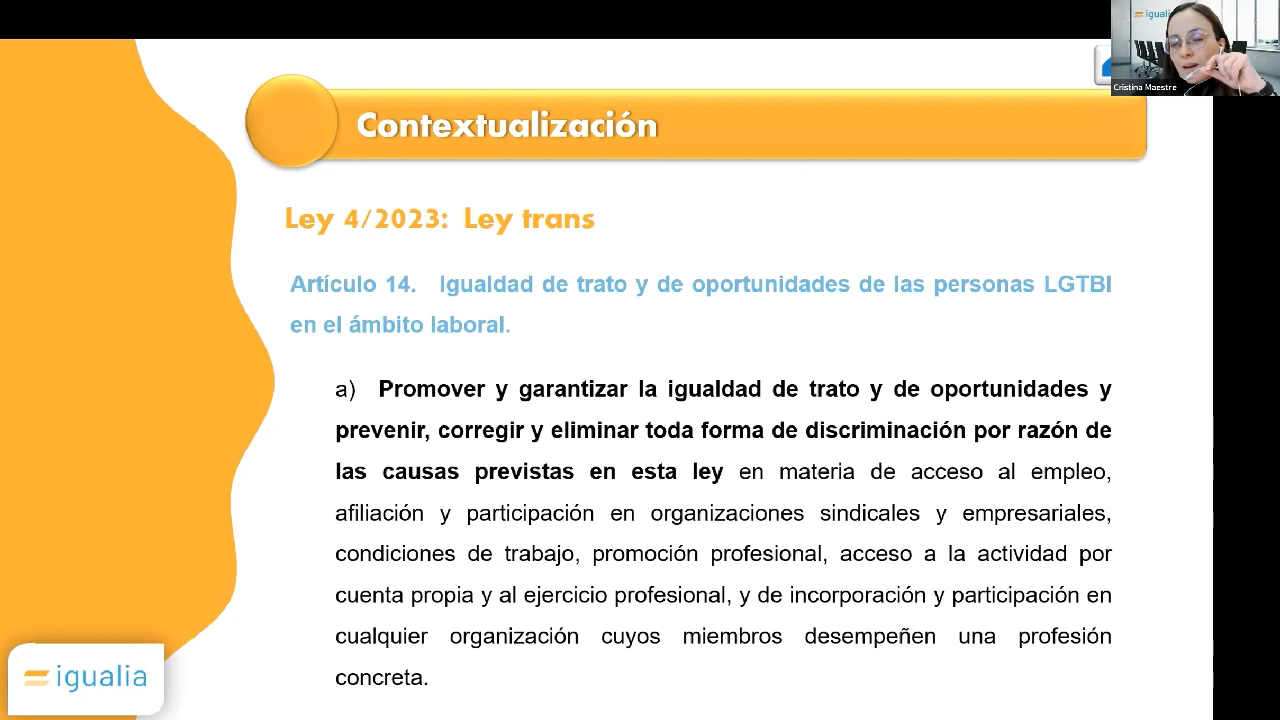 iguali
Cristina Maestre
Contextualización
Ley 4/2023: Ley trans
Artículo 14. Igualdad de trato y de oportunidades de las personas LGTBI
en el ámbito laboral.
a) Promover y garantizar la igualdad de trato y de oportunidades y
prevenir, corregir y eliminar toda forma de discriminación por razón de
las causas previstas en esta ley en materia de acceso al empleo,
afiliación y participación en organizaciones sindicales y empresariales,
condiciones de trabajo, promoción profesional, acceso a la actividad por
cuenta propia y al ejercicio profesional, y de incorporación y participación en
cualquier organización cuyos miembros desempeñen una profesión
concreta.
igualia